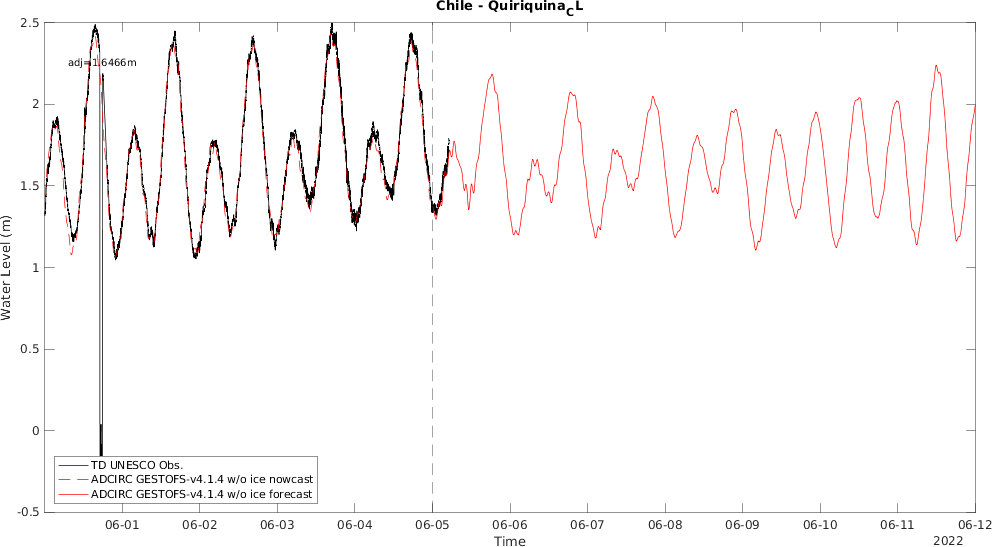 Chile - Quiriquina_CL
adj=1.6466m
2.5
2
1.5
1
0.5
0
-0.5
Water Level (m)
TD UNESCO Obs.
ADCIRC GESTOFS-v4.1.4 w/o ice nowcast
ADCIRC GESTOFS-v4.1.4 w/o ice forecast
06-01 06-02 06-03 06-04 06-05 06-06 06-07 06-08 06-09 06-10 06-11 06-12
Time
2022